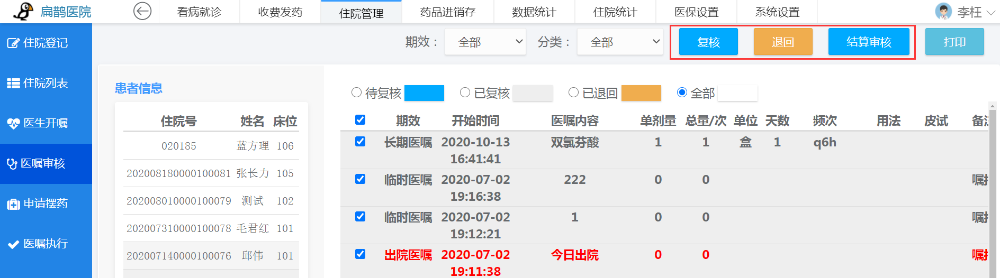 扁鹊医院 看病就诊 收费发药 住院管理 药品进销存 数据统计 住院统计 医保设置 系统设置 李枉
住院登记
住院列表
医生开嘱
医嘱审核
申请摆药
医嘱执行
期效： 全部 分类： 全部 复核 退回 结算审核 打印
患者信息
住院号 姓名 床位
020185 蓝方理 106
202008180000100081 张长力 105
202008010000100079 测试 102
202007310000100078 毛君红 101
202007140000100076 邱伟 101
待复核 已复核 已退回 全部
期效 开始时间 医嘱内容 单剂量 总量/次 单位 天数 频次 用法 皮试 备注
长期医嘱 2020-10-13 双氯芬酸 1 1 盒 1 q6h
16:41:41
临时医嘱 2020-07-02 222 0 0 嘱
19:16:38
临时医嘱 2020-07-02 1 0 0 嘱
19:12:21
出院医嘱 2020-07-02 今日出院 0 0 嘱
19:11:38